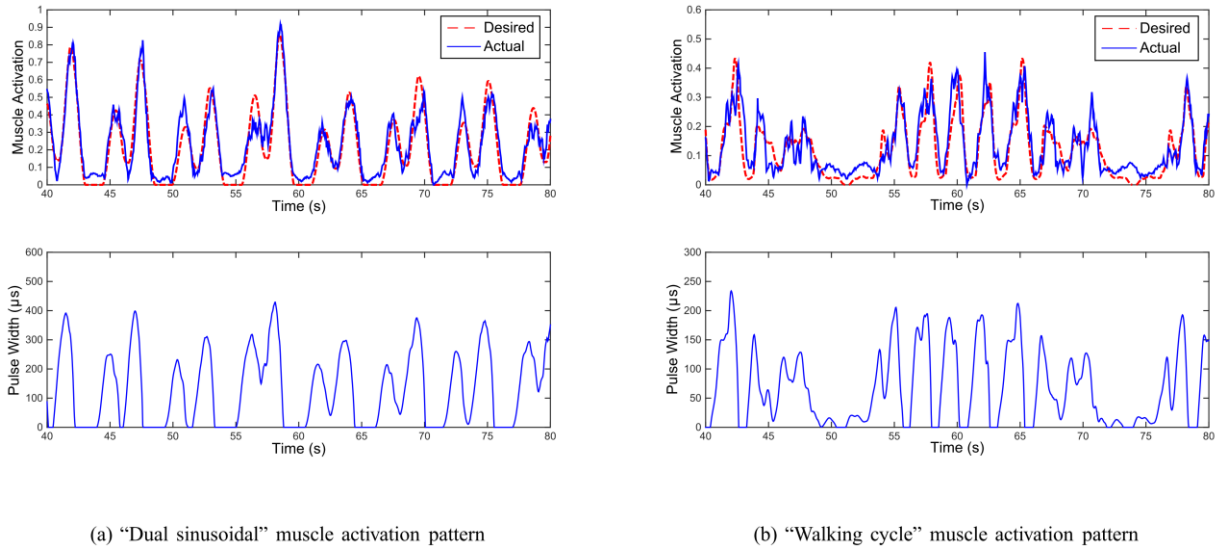 Muscle Activation
1
0.9
0.8
0.7
0.6
0.5
0.4
0.3
0.2
0.1
0
Desired
Actual
40 45 50 55 60 65 70 75 80
Time (s)
Muscle Activation
0.6
0.5
0.4
0.3
0.2
0.1
0
Desired
Actual
40 45 50 55 60 65 70 75 80
Time (s)
Pulse Width (μs)
600
500
400
300
200
100
0
40 45 50 55 60 65 70 75 80
Time (s)
Pulse Width (μs)
300
250
200
150
100
50
0
40 45 50 55 60 65 70 75 80
Time (s)
(a) “Dual sinusoidal” muscle activation pattern
(b) “Walking cycle” muscle activation pattern